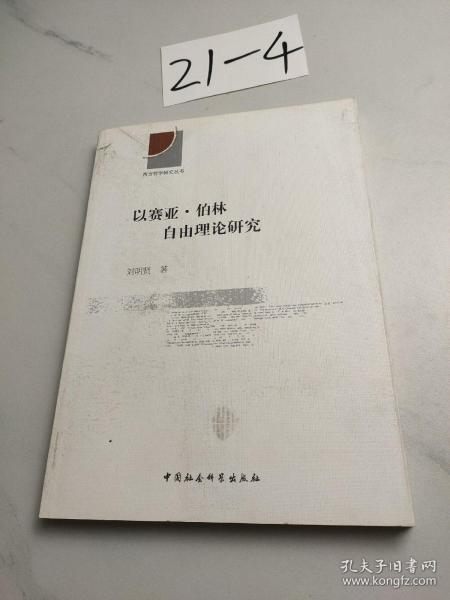 21-4
西方哲学研究丛书
以赛亚·伯林
自由理论研究
刘明贤 著
中国社会科学出版社
孔夫子旧书网
www.kongfz.com